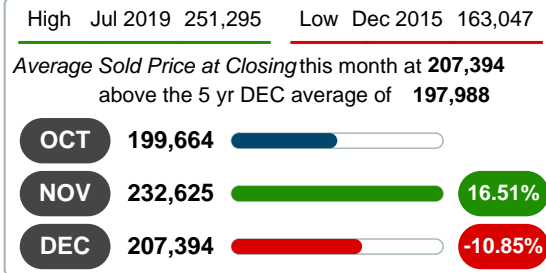 High Jul 2019 251,295 Low Dec 2015 163,047
Average Sold Price at Closing this month at 207,394
above the 5 yr DEC average of 197,988
OCT 199,664
NOV 232,625 16.51%
DEC 207,394 -10.85%